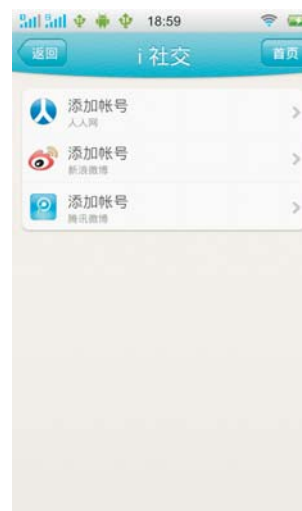 18:59
返回
i 社交
首页
添加帐号
人人网
添加帐号
新浪微博
添加帐号
腾讯微博